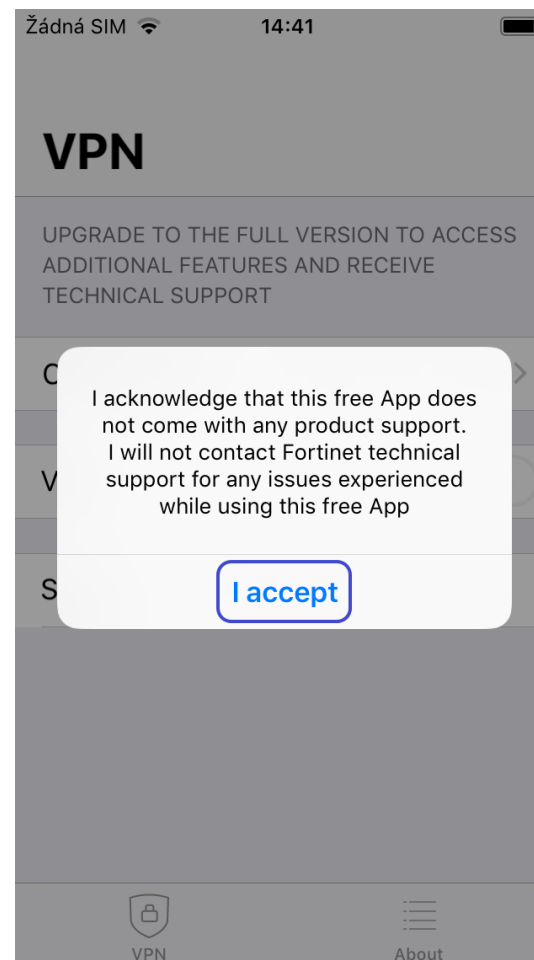 Žádná SIM 14:41
VPN
UPGRADE TO THE FULL VERSION TO ACCESS
ADDITIONAL FEATURES AND RECEIVE
TECHNICAL SUPPORT
I acknowledge that this free App does
not come with any product support.
I will not contact Fortinet technical
support for any issues experienced
while using this free App
I accept
VPN About